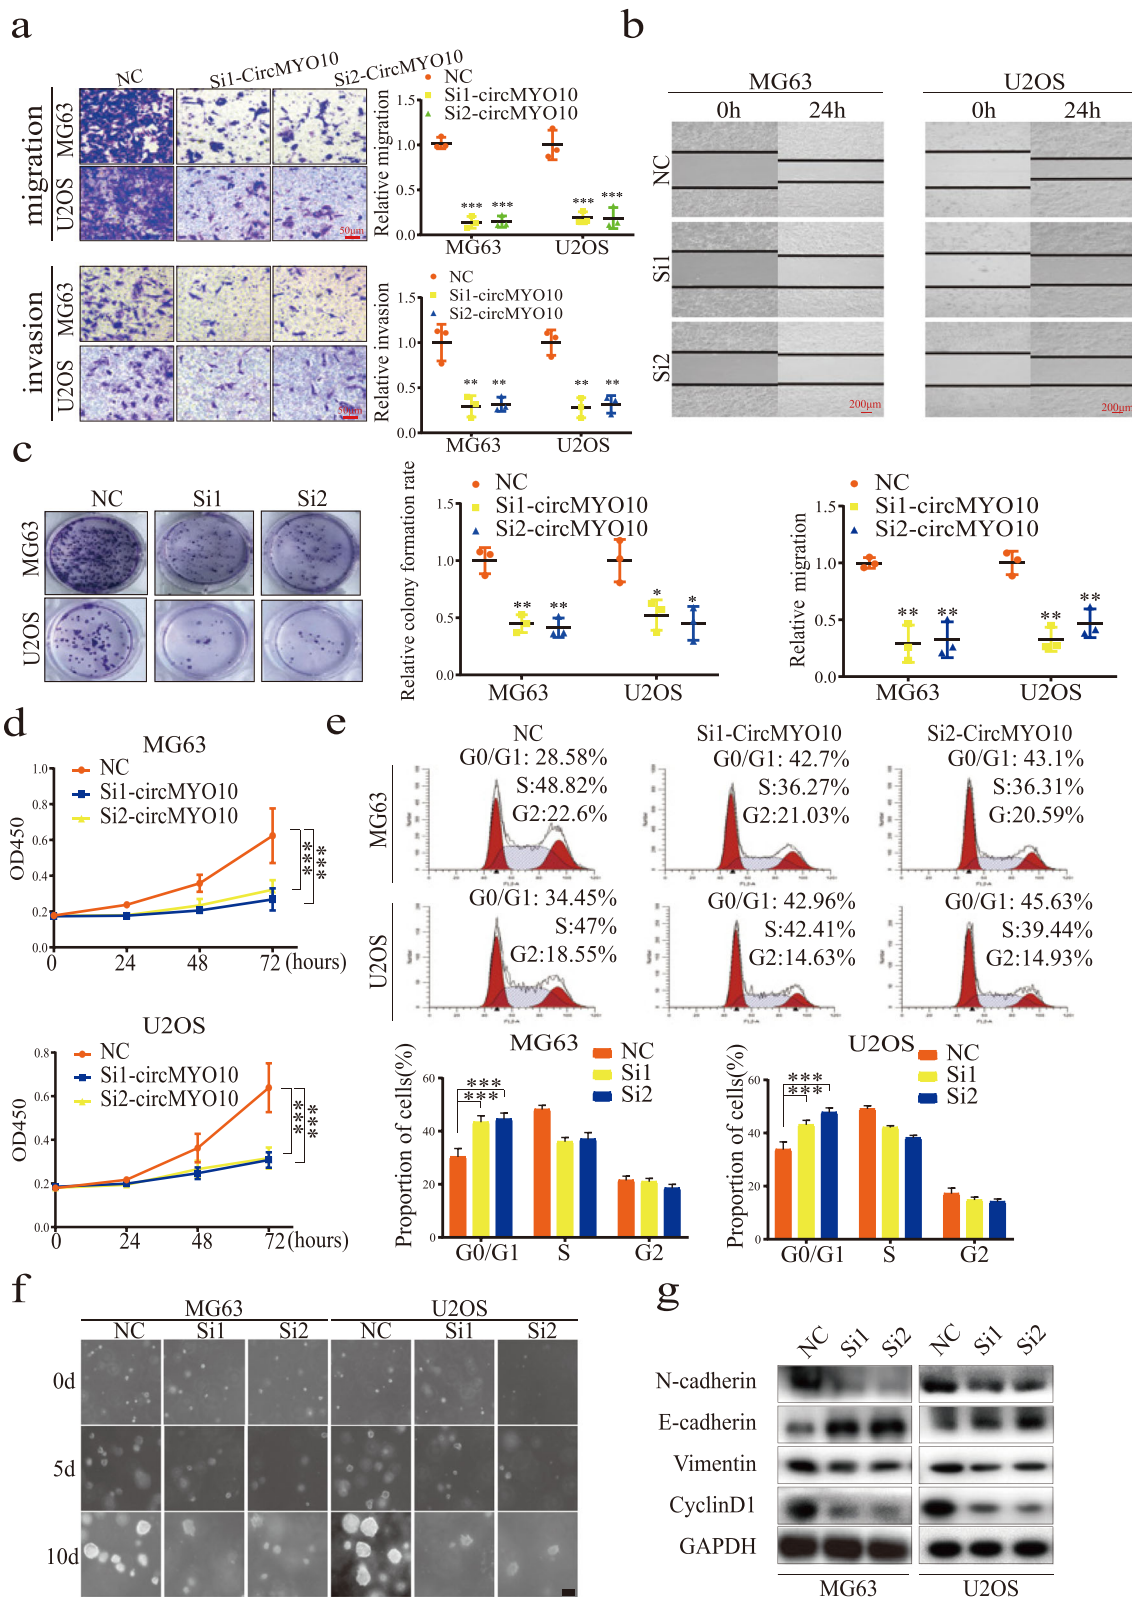 a
NC Si1-CircMYO10 Si2-CircMYO10
migration
MG63
U2OS
50μm
NC
Si1-circMYO10
Si2-circMYO10
Relative migration
1.5
1.0
0.5
0.0
*** ***
*** ***
MG63 U2OS
invasion
MG63
U2OS
50μm
NC
Si1-circMYO10
Si2-circMYO10
Relative invasion
1.5
1.0
0.5
0.0
** **
** **
MG63 U2OS
b
MG63 U2OS
0h 24h 0h 24h
NC
Si1
Si2
200μm 200μm
c
NC Si1 Si2
MG63
U2OS
NC
Si1-circMYO10
Si2-circMYO10
Relative colony formation rate
1.5
1.0
0.5
0.0
** **
* *
MG63 U2OS
NC
Si1-circMYO10
Si2-circMYO10
Relative migration
1.5
1.0
0.5
0.0
** **
** **
MG63 U2OS
d
MG63
NC
Si1-circMYO10
Si2-circMYO10
OD450
1.0
0.8
0.6
0.4
0.2
0.0
***
***
0 24 48 72 (hours)
U2OS
NC
Si1-circMYO10
Si2-circMYO10
OD450
0.8
0.6
0.4
0.2
0.0
***
***
0 24 48 72 (hours)
e
NC Si1-CircMYO10 Si2-CircMYO10
MG63
G0/G1: 28.58% G0/G1: 42.7% G0/G1: 43.1%
S:48.82% S:36.27% S:36.31%
G2:22.6% G2:21.03% G:20.59%
U2OS
G0/G1: 34.45% G0/G1: 42.96% G0/G1: 45.63%
S:47% S:42.41% S:39.44%
G2:18.55% G2:14.63% G2:14.93%
MG63
NC
Si1
Si2
Proportion of cells(%)
60
40
20
0
***
***
G0/G1 S G2
U2OS
NC
Si1
Si2
Proportion of cells(%)
60
40
20
0
***
***
G0/G1 S G2
f
MG63 U2OS
NC Si1 Si2 NC Si1 Si2
0d
5d
10d
g
NC Si1 Si2 NC Si1 Si2
N-cadherin
E-cadherin
Vimentin
CyclinD1
GAPDH
MG63 U2OS